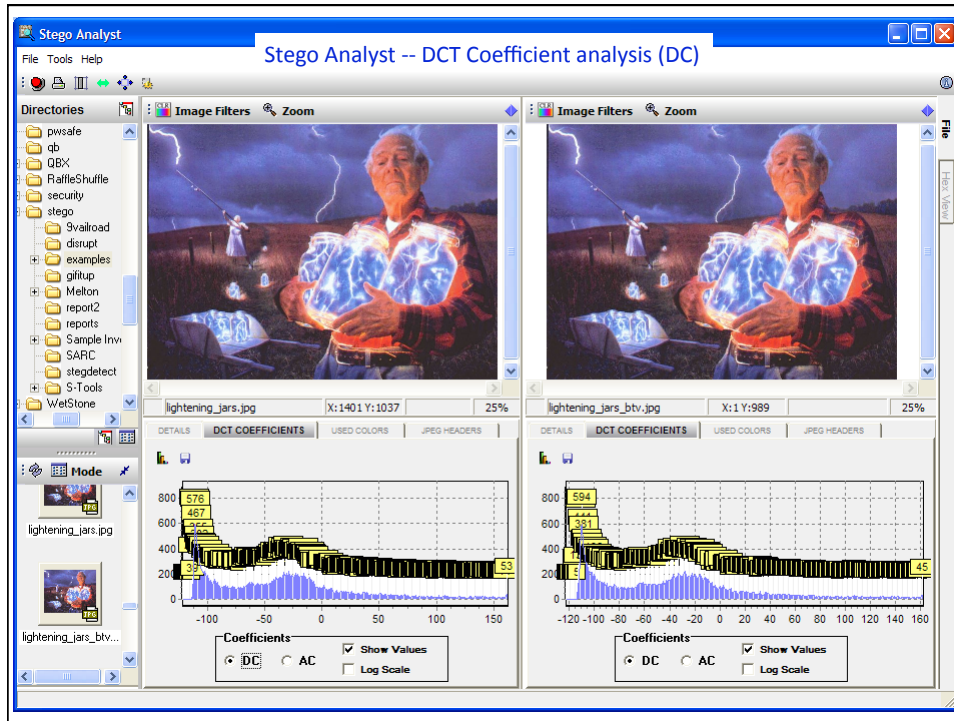 Stego Analyst
Stego Analyst -- DCT Coefficient analysis (DC)
File Tools Help
Directories
pwsafe
qb
QBX
RaffleShuffle
security
stego
9vailroad
disrupt
examples
gifitup
Melton
report2
reports
Sample Inv
SARC
stegdetect
S-Tools
WetStone
Mode
JPG
lightening_jars.jpg
JPG
lightening_jars_btv...
Image Filters Zoom
lightening_jars.jpg X:1401 Y:1037 25%
DETAILS DCT COEFFICIENTS USED COLORS JPEG HEADERS
800
600
400
200
0
576
467
53
-100 -50 0 50 100 150
Coefficients
DC AC
Show Values
Log Scale
Image Filters Zoom
lightening_jars_btv.jpg X:1 Y:989 25%
DETAILS DCT COEFFICIENTS USED COLORS JPEG HEADERS
800
600
400
200
0
594
381
45
-120 -100 -80 -60 -40 -20 0 20 40 60 80 100 120 140 160
Coefficients
DC AC
Show Values
Log Scale
File
Hex View